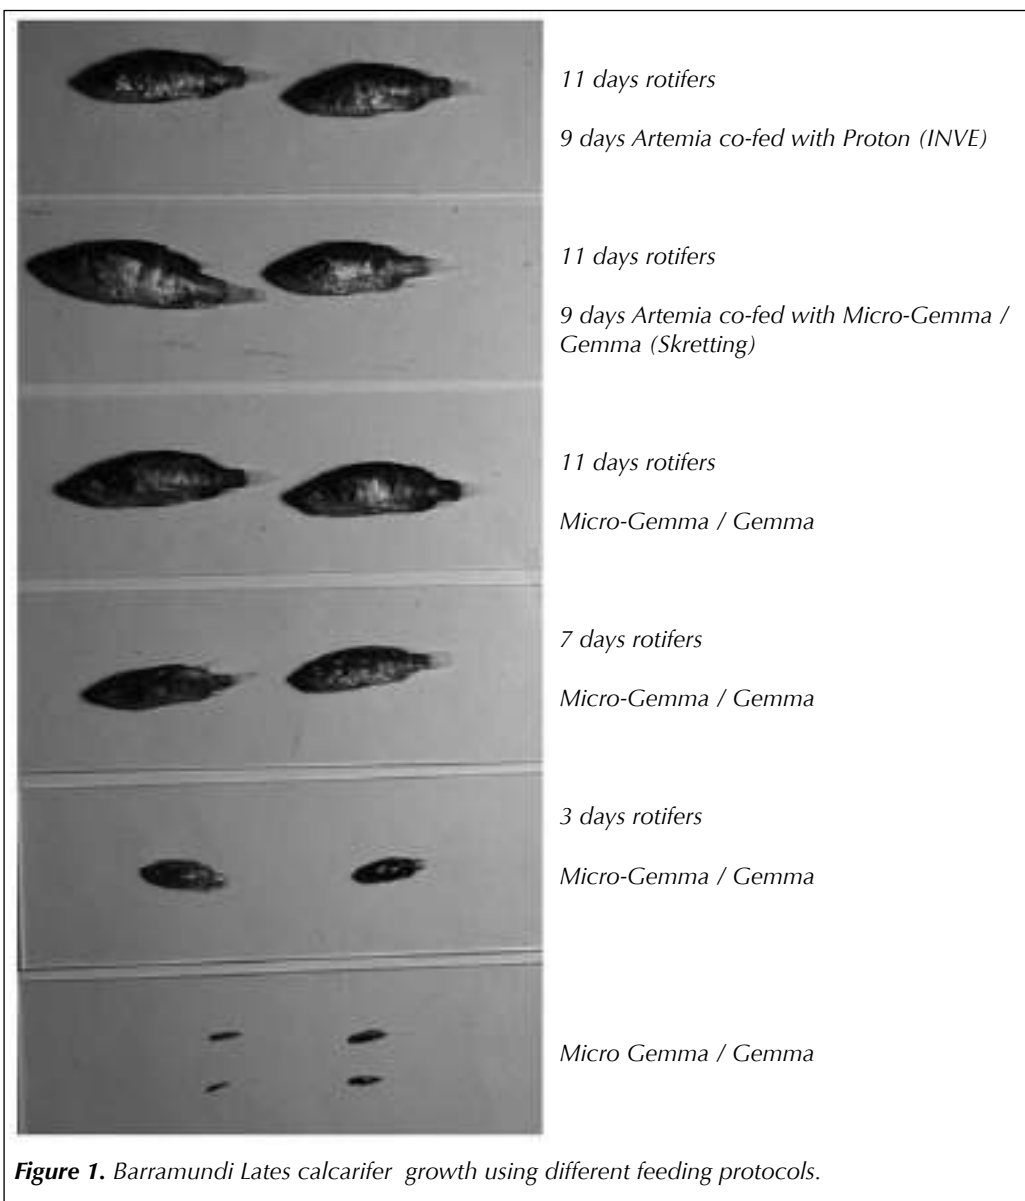 11 days rotifers
9 days Artemia co-fed with Proton (INVE)
11 days rotifers
9 days Artemia co-fed with Micro-Gemma /
Gemma (Skretting)
11 days rotifers
Micro-Gemma / Gemma
7 days rotifers
Micro-Gemma / Gemma
3 days rotifers
Micro-Gemma / Gemma
Micro Gemma / Gemma
Figure 1. Barramundi Lates calcarifer growth using different feeding protocols.